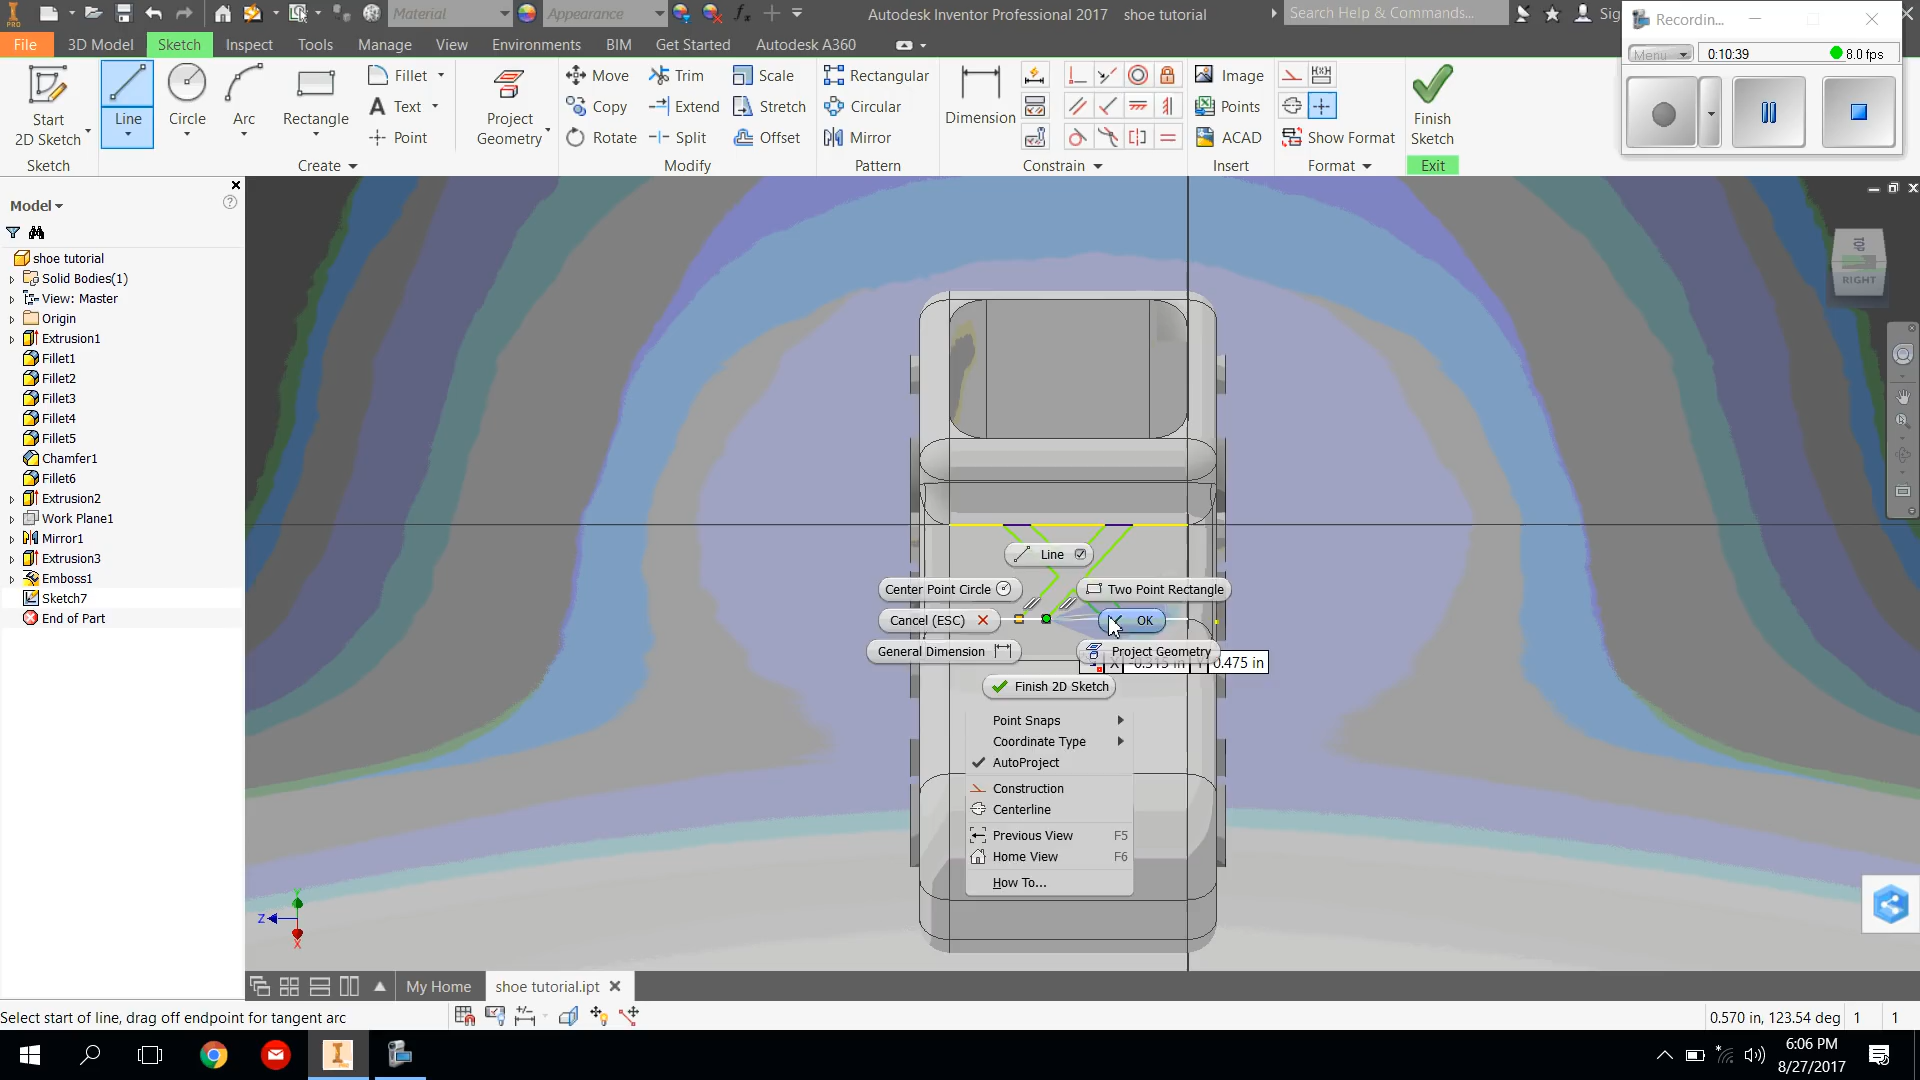 Material
Appearance
Autodesk Inventor Professional 2017 shoe tutorial
Search Help & Commands...
Sig
Recordin...
PRO
File
3D Model
Sketch
Inspect
Tools
Manage
View
Environments
BIM
Get Started
Autodesk A360
Menu
0:10:39
8.0 fps
Start
2D Sketch
Line
Circle
Arc
Rectangle
Fillet
Text
Point
Project
Geometry
Move
Copy
Rotate
Trim
Extend
Split
Scale
Stretch
Offset
Rectangular
Circular
Mirror
Dimension
Image
Points
ACAD
Show Format
Finish
Sketch
Sketch
Create
Modify
Pattern
Constrain
Insert
Format
Exit
Model
shoe tutorial
Solid Bodies(1)
View: Master
Origin
Extrusion1
Fillet1
Fillet2
Fillet3
Fillet4
Fillet5
Chamfer1
Fillet6
Extrusion2
Work Plane1
Mirror1
Extrusion3
Emboss1
Sketch7
End of Part
TOP
RIGHT
Line
Center Point Circle
Two Point Rectangle
Cancel (ESC)
OK
General Dimension
Project Geometry
X -0.315 in Y 0.475 in
Finish 2D Sketch
Point Snaps
Coordinate Type
AutoProject
Construction
Centerline
Previous View F5
Home View F6
How To...
Y
Z
X
My Home
shoe tutorial.ipt
Select start of line, drag off endpoint for tangent arc
0.570 in, 123.54 deg 1 1
6:06 PM
8/27/2017